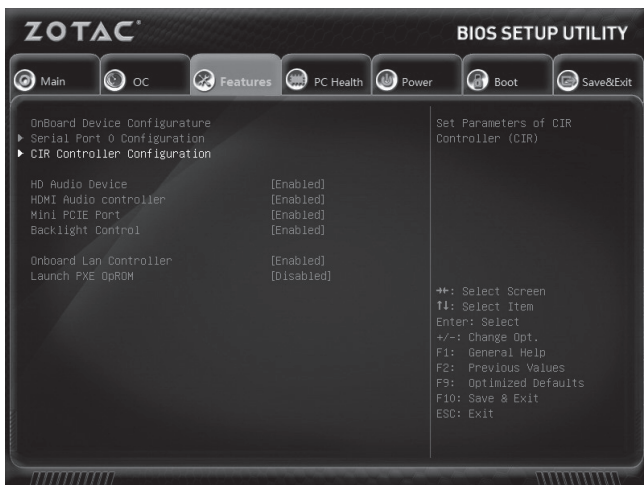 ZOTAC
BIOS SETUP UTILITY
Main OC Features PC Health Power Boot Save&Exit
OnBoard Device Configurature
Serial Port 0 Configuration
CIR Controller Configuration
HD Audio Device [Enabled]
HDMI Audio controller [Enabled]
Mini PCIE Port [Enabled]
Backlight Control [Enabled]
Onboard Lan Controller [Enabled]
Launch PXE OpROM [Disabled]
Set Parameters of CIR
Controller (CIR)
→←: Select Screen
↑↓: Select Item
Enter: Select
+/-: Change Opt.
F1: General Help
F2: Previous Values
F9: Optimized Defaults
F10: Save & Exit
ESC: Exit